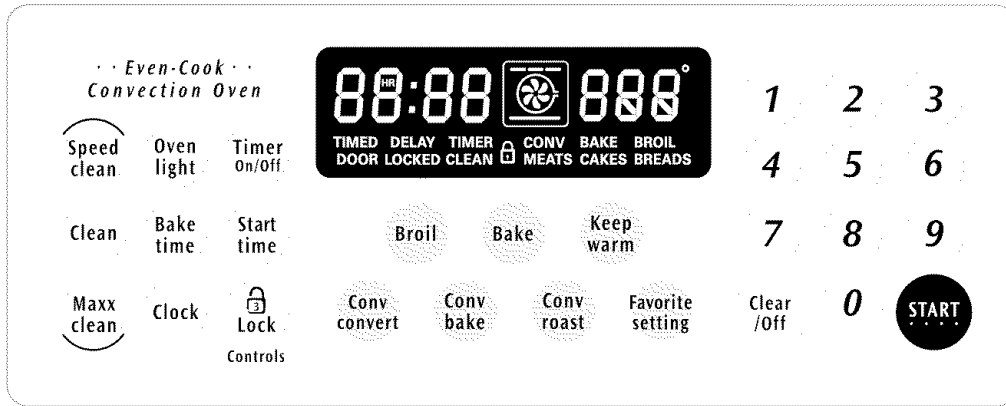 · · Even-Cook · ·
Convection Oven
Speed
clean
Oven
light
Timer
On/Off
Clean
Bake
time
Start
time
Maxx
clean
Clock
3
Lock
Controls
88:88 888°
HR
TIMED DELAY TIMER CONV BAKE BROIL
DOOR LOCKED CLEAN MEATS CAKES BREADS
Broil
Bake
Keep
warm
Conv
convert
Conv
bake
Conv
roast
Favorite
setting
1 2 3
4 5 6
7 8 9
Clear
/Off
0
START